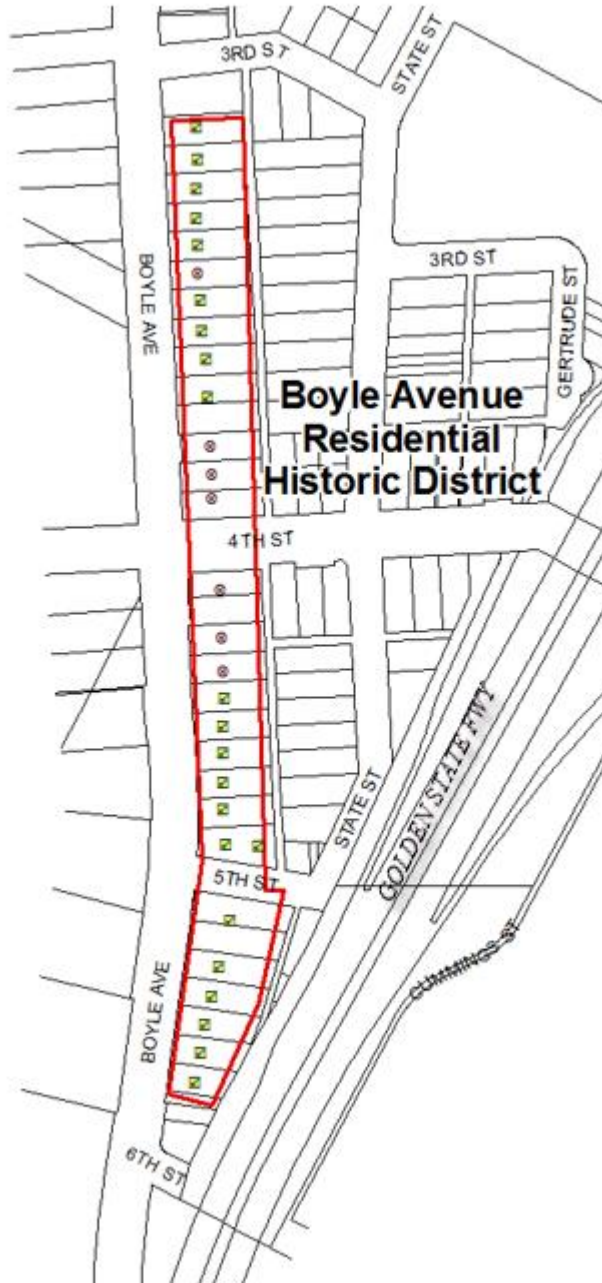 3RD ST
STATE ST
BOYLE AVE
3RD ST
GERTRUDE ST
Boyle Avenue
Residential
Historic District
4TH ST
GOLDEN STATE FWY
STATE ST
5TH ST
CUMMINGS ST
BOYLE AVE
6TH ST